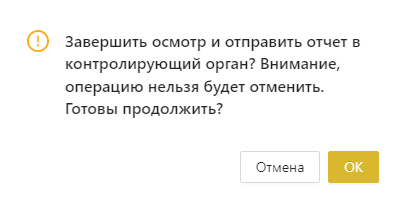 Завершить осмотр и отправить отчет в
контролирующий орган? Внимание,
операцию нельзя будет отменить.
Готовы продолжить?
Отмена
OK